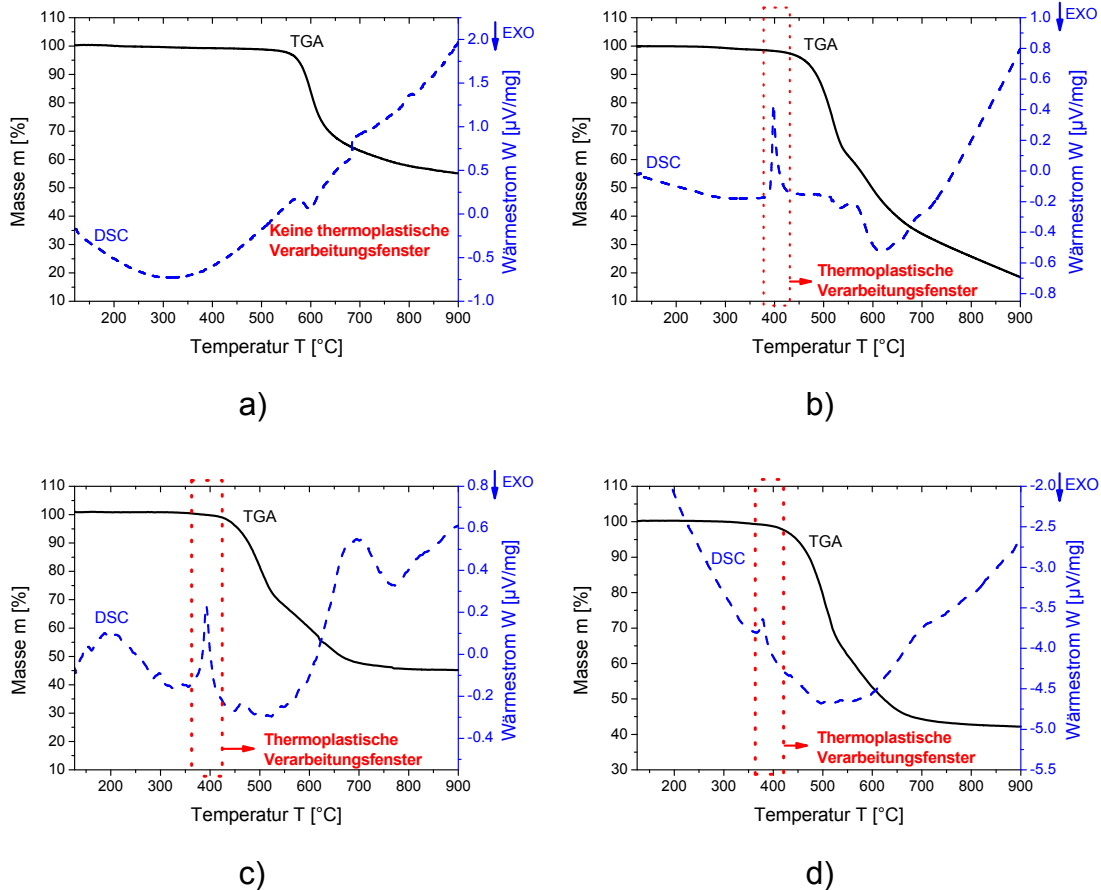 TGA
EXO
DSC
Keine thermoplastische
Verarbeitungsfenster
Masse m [%]
110
100
90
80
70
60
50
40
30
20
10
Wärmestrom W [µV/mg]
2.0
1.5
1.0
0.5
0.0
-0.5
-1.0
200 300 400 500 600 700 800 900
Temperatur T [°C]
a)
TGA
EXO
DSC
Thermoplastische
Verarbeitungsfenster
Masse m [%]
110
100
90
80
70
60
50
40
30
20
10
Wärmestrom W [µV/mg]
1.0
0.8
0.6
0.4
0.2
0.0
-0.2
-0.4
-0.6
-0.8
200 300 400 500 600 700 800 900
Temperatur T [°C]
b)
TGA
EXO
DSC
Thermoplastische
Verarbeitungsfenster
Masse m [%]
110
100
90
80
70
60
50
40
30
20
10
Wärmestrom W [µV/mg]
0.8
0.6
0.4
0.2
0.0
-0.2
-0.4
200 300 400 500 600 700 800 900
Temperatur T [°C]
c)
TGA
EXO
DSC
Thermoplastische
Verarbeitungsfenster
Masse m [%]
110
100
90
80
70
60
50
40
30
Wärmestrom W [µV/mg]
-2.0
-2.5
-3.0
-3.5
-4.0
-4.5
-5.0
-5.5
200 300 400 500 600 700 800 900
Temperatur T [°C]
d)